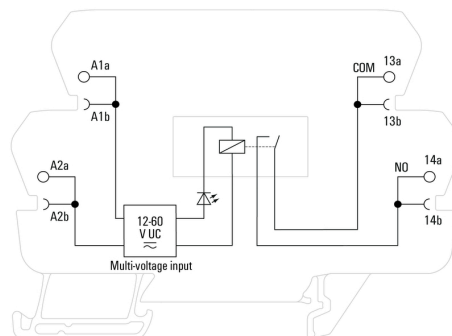 A1a
A1b
A2a
A2b
12-60
V UC
Multi-voltage input
COM
13a
13b
NO
14a
14b